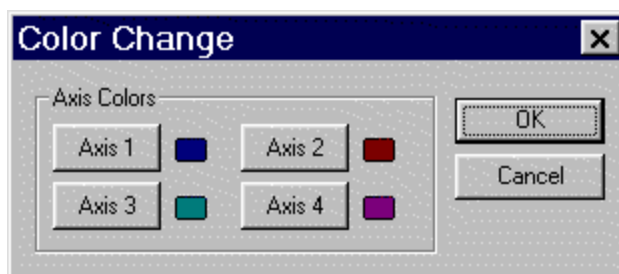 Color Change
Axis Colors
Axis 1
Axis 2
OK
Axis 3
Axis 4
Cancel